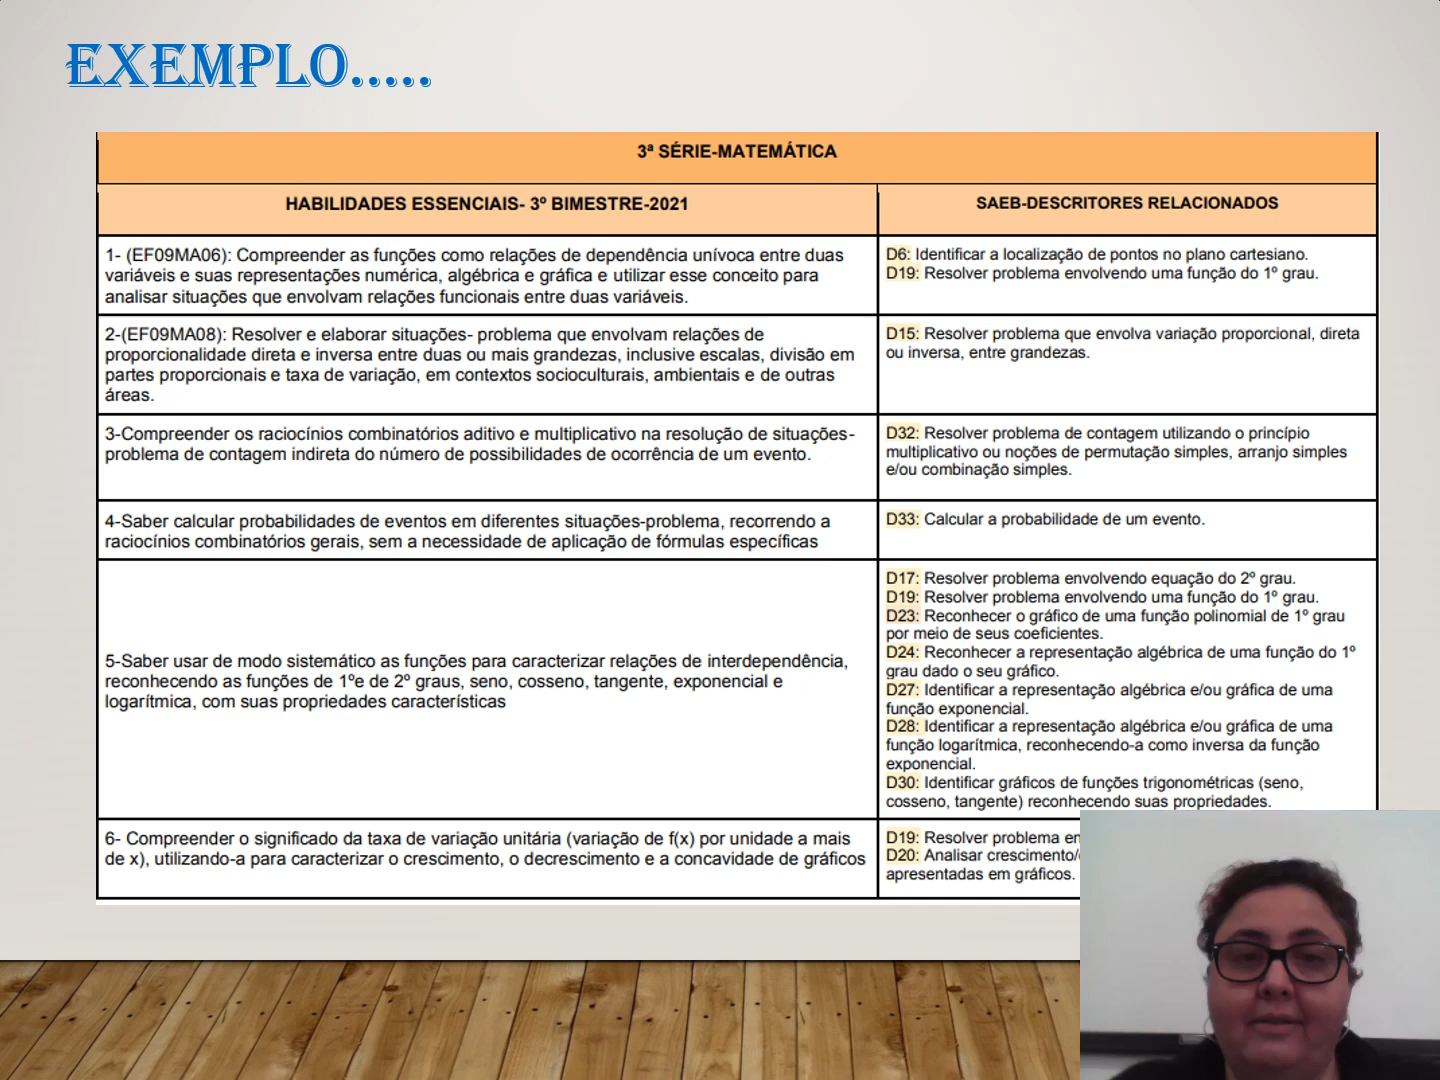 EXEMPLO.....
3ª SÉRIE-MATEMÁTICA
HABILIDADES ESSENCIAIS- 3º BIMESTRE-2021
SAEB-DESCRITORES RELACIONADOS
1- (EF09MA06): Compreender as funções como relações de dependência unívoca entre duas
variáveis e suas representações numérica, algébrica e gráfica e utilizar esse conceito para
analisar situações que envolvam relações funcionais entre duas variáveis.
D6: Identificar a localização de pontos no plano cartesiano.
D19: Resolver problema envolvendo uma função do 1º grau.
2-(EF09MA08): Resolver e elaborar situações- problema que envolvam relações de
proporcionalidade direta e inversa entre duas ou mais grandezas, inclusive escalas, divisão em
partes proporcionais e taxa de variação, em contextos socioculturais, ambientais e de outras
áreas.
D15: Resolver problema que envolva variação proporcional, direta
ou inversa, entre grandezas.
3-Compreender os raciocínios combinatórios aditivo e multiplicativo na resolução de situações-
problema de contagem indireta do número de possibilidades de ocorrência de um evento.
D32: Resolver problema de contagem utilizando o princípio
multiplicativo ou noções de permutação simples, arranjo simples
e/ou combinação simples.
4-Saber calcular probabilidades de eventos em diferentes situações-problema, recorrendo a
raciocínios combinatórios gerais, sem a necessidade de aplicação de fórmulas específicas
D33: Calcular a probabilidade de um evento.
5-Saber usar de modo sistemático as funções para caracterizar relações de interdependência,
reconhecendo as funções de 1ºe de 2º graus, seno, cosseno, tangente, exponencial e
logarítmica, com suas propriedades características
D17: Resolver problema envolvendo equação do 2º grau.
D19: Resolver problema envolvendo uma função do 1º grau.
D23: Reconhecer o gráfico de uma função polinomial de 1º grau
por meio de seus coeficientes.
D24: Reconhecer a representação algébrica de uma função do 1º
grau dado o seu gráfico.
D27: Identificar a representação algébrica e/ou gráfica de uma
função exponencial.
D28: Identificar a representação algébrica e/ou gráfica de uma
função logarítmica, reconhecendo-a como inversa da função
exponencial.
D30: Identificar gráficos de funções trigonométricas (seno,
cosseno, tangente) reconhecendo suas propriedades.
6- Compreender o significado da taxa de variação unitária (variação de f(x) por unidade a mais
de x), utilizando-a para caracterizar o crescimento, o decrescimento e a concavidade de gráficos
D19: Resolver problema
D20: Analisar crescimento/
apresentadas em gráficos.